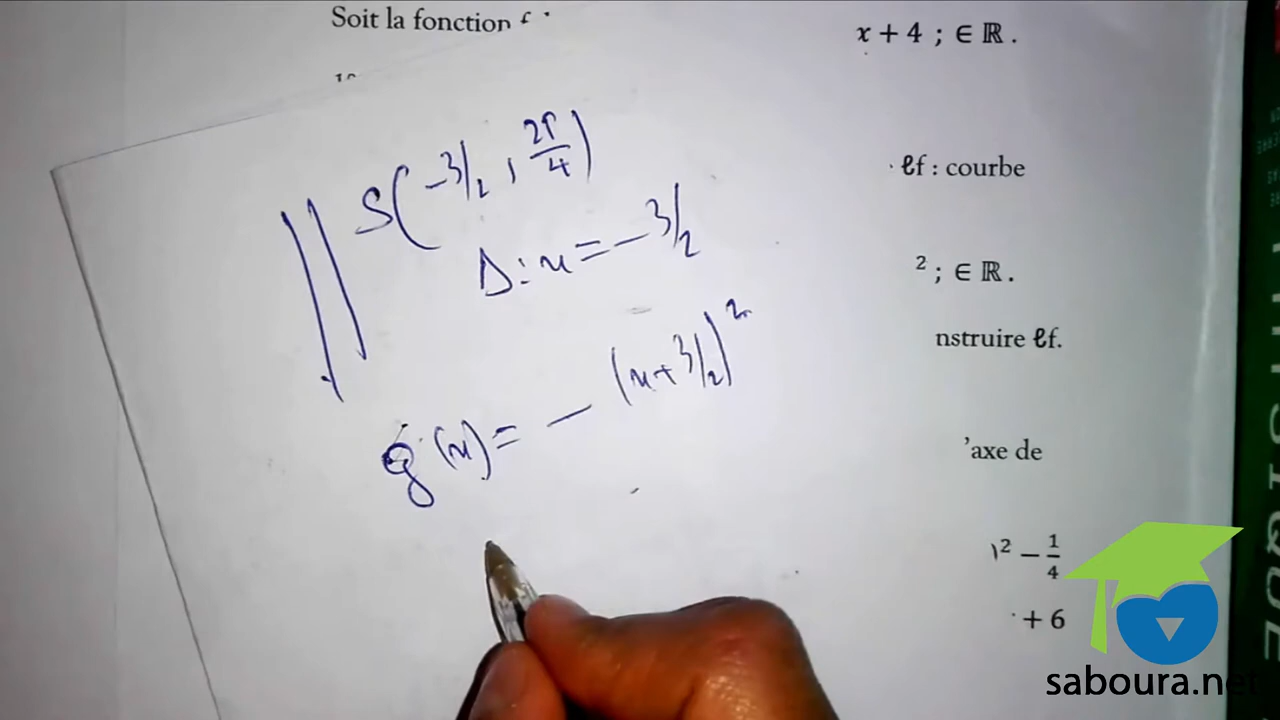 Soit la fonction
x + 4 ; ∈ ℝ .
S(-3/2 , 25/4)
ℓf : courbe
Δ : x = -3/2
² ; ∈ ℝ .
nstruire ℓf.
g(x) = - (x + 3/2)²
'axe de
)² - 1/4
+ 6
saboura.net